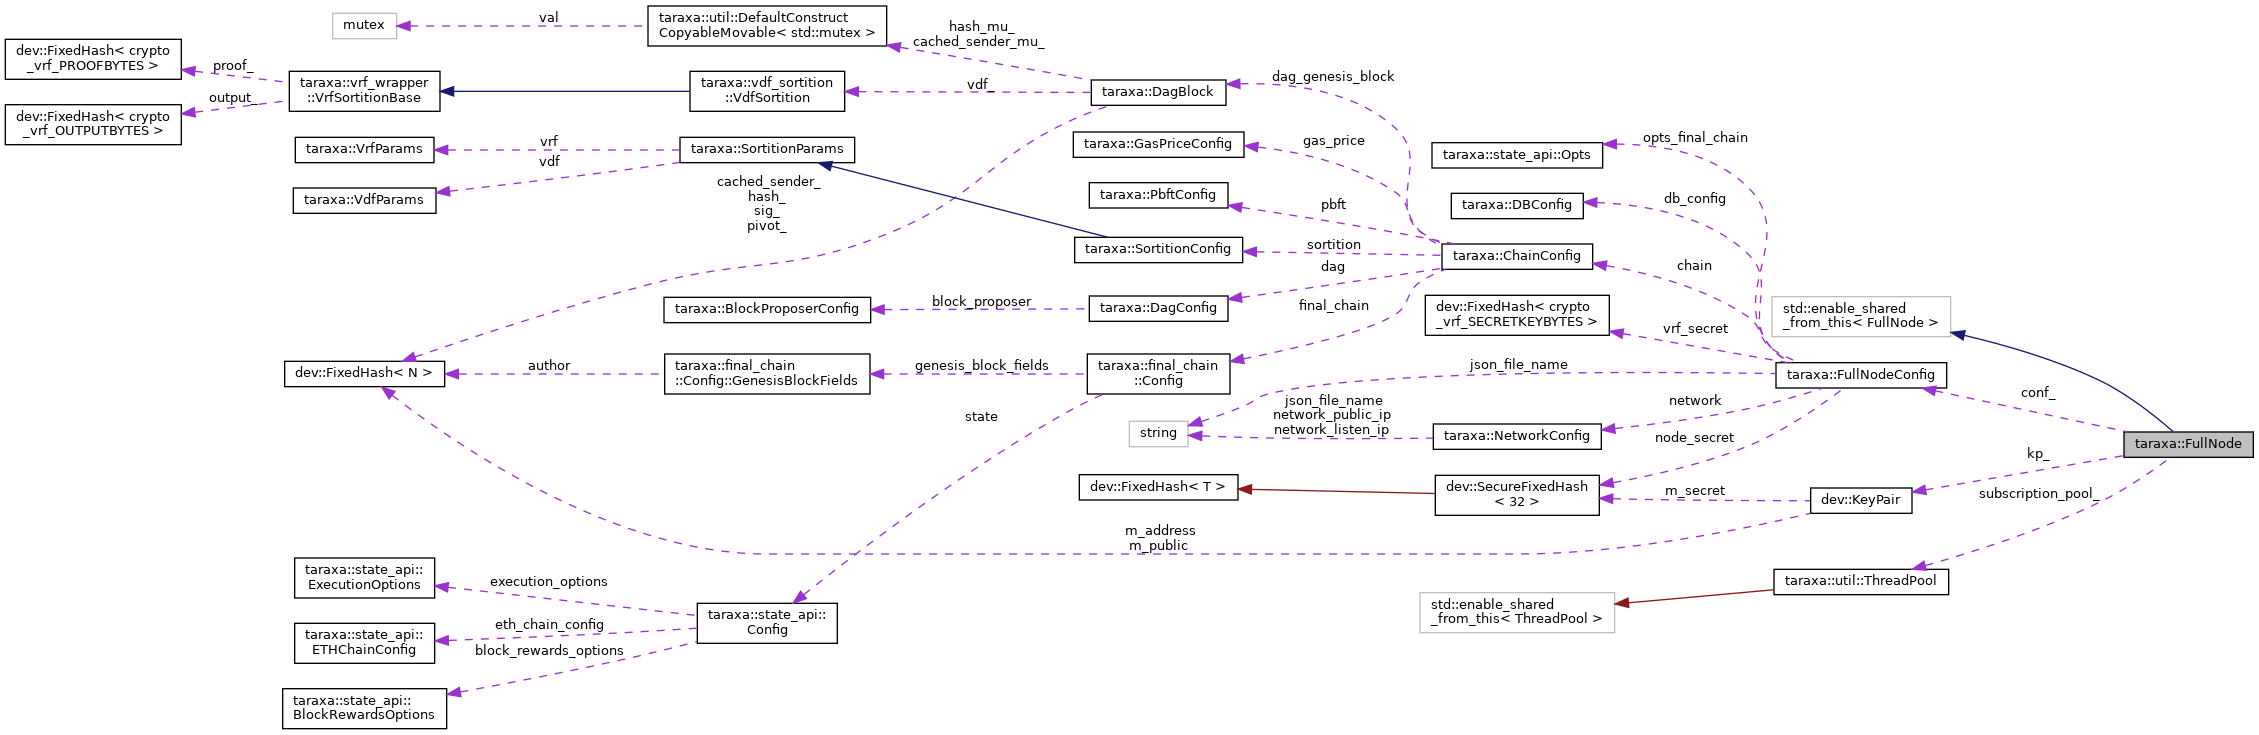 mutex
val
taraxa::util::DefaultConstruct
CopyableMovable< std::mutex >
hash_mu_
cached_sender_mu_
dev::FixedHash< crypto
_vrf_PROOFBYTES >
proof_
output_
dev::FixedHash< crypto
_vrf_OUTPUTBYTES >
taraxa::vrf_wrapper
::VrfSortitionBase
taraxa::vdf_sortition
::VdfSortition
vdf_
taraxa::DagBlock
dag_genesis_block
taraxa::VrfParams
vrf
vdf
taraxa::SortitionParams
taraxa::VdfParams
cached_sender_
hash_
sig_
pivot_
taraxa::GasPriceConfig
gas_price
taraxa::PbftConfig
pbft
taraxa::SortitionConfig
sortition
dag
taraxa::state_api::Opts
opts_final_chain
taraxa::DBConfig
db_config
taraxa::ChainConfig
chain
taraxa::BlockProposerConfig
block_proposer
taraxa::DagConfig
final_chain
dev::FixedHash< crypto
_vrf_SECRETKEYBYTES >
vrf_secret
std::enable_shared
_from_this< FullNode >
dev::FixedHash< N >
author
taraxa::final_chain
::Config::GenesisBlockFields
genesis_block_fields
taraxa::final_chain
::Config
json_file_name
taraxa::FullNodeConfig
conf_
state
string
json_file_name
network_public_ip
network_listen_ip
network
taraxa::NetworkConfig
node_secret
taraxa::FullNode
kp_
subscription_pool_
dev::FixedHash< T >
dev::SecureFixedHash
< 32 >
m_secret
dev::KeyPair
m_address
m_public
taraxa::state_api::
ExecutionOptions
execution_options
taraxa::state_api::
ETHChainConfig
eth_chain_config
block_rewards_options
taraxa::state_api::
Config
taraxa::state_api::
BlockRewardsOptions
std::enable_shared
_from_this< ThreadPool >
taraxa::util::ThreadPool